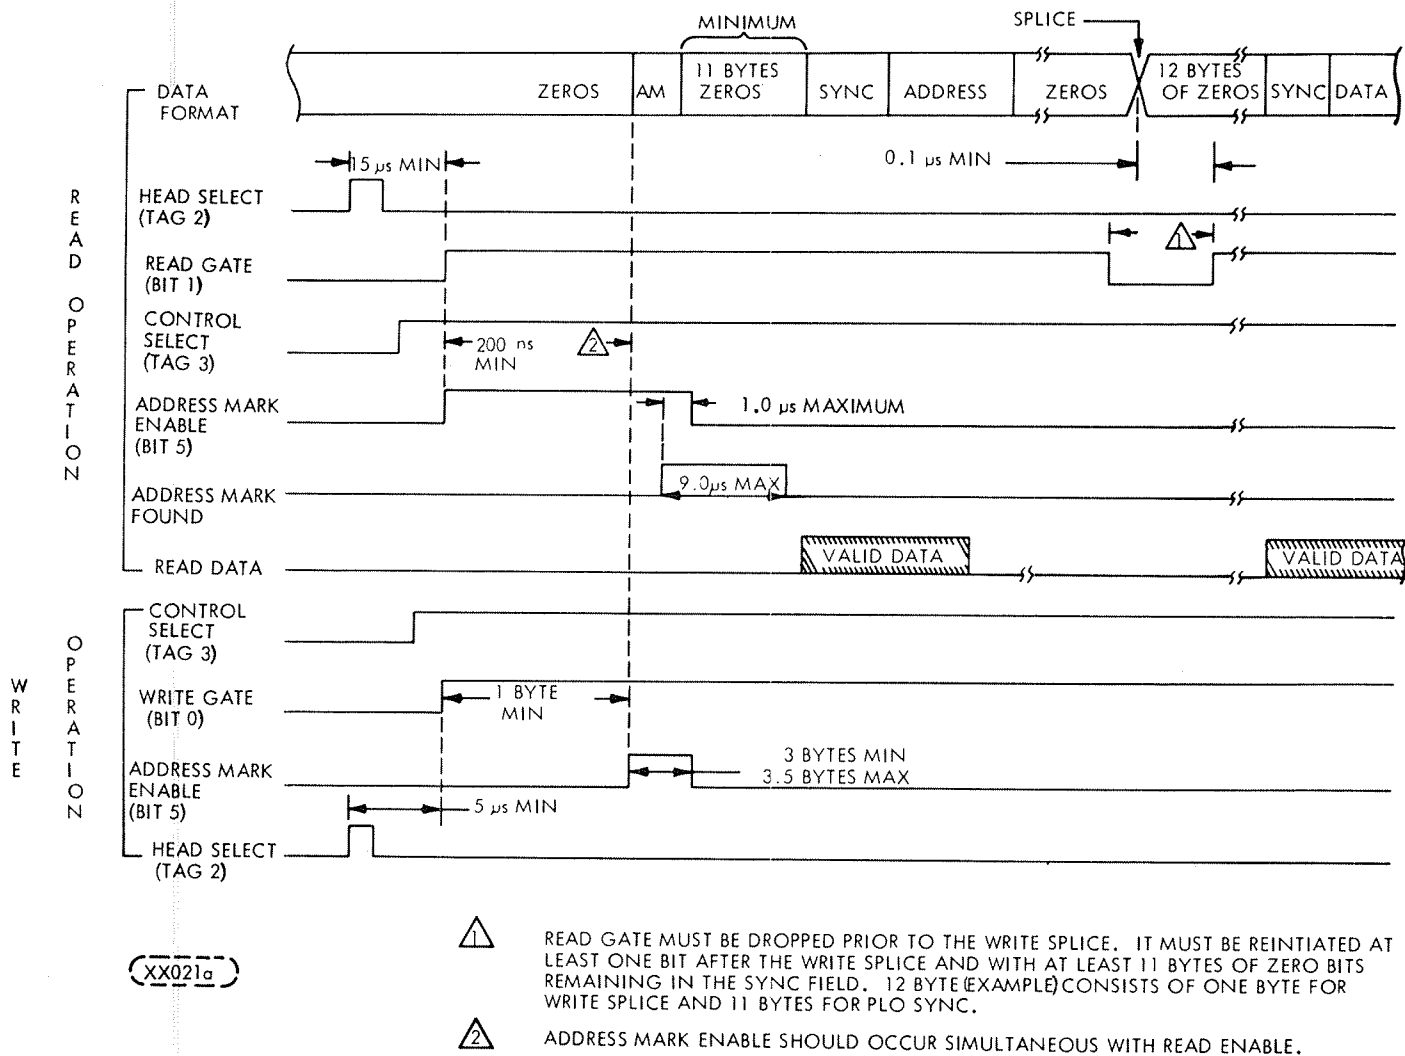 MINIMUM
SPLICE
DATA
FORMAT
ZEROS
AM
11 BYTES
ZEROS
SYNC
ADDRESS
ZEROS
12 BYTES
OF ZEROS
SYNC
DATA
READ OPERATION
15 µs MIN
0.1 µs MIN
HEAD SELECT
(TAG 2)
1
READ GATE
(BIT 1)
CONTROL
SELECT
(TAG 3)
200 ns
MIN
2
ADDRESS MARK
ENABLE
(BIT 5)
1.0 µs MAXIMUM
9.0µs MAX
ADDRESS MARK
FOUND
VALID DATA
VALID DATA
READ DATA
WRITE
OPERATION
CONTROL
SELECT
(TAG 3)
WRITE GATE
(BIT 0)
1 BYTE
MIN
ADDRESS MARK
ENABLE
(BIT 5)
3 BYTES MIN
3.5 BYTES MAX
5 µs MIN
HEAD SELECT
(TAG 2)
XX021a
1
READ GATE MUST BE DROPPED PRIOR TO THE WRITE SPLICE. IT MUST BE REINTIATED AT
LEAST ONE BIT AFTER THE WRITE SPLICE AND WITH AT LEAST 11 BYTES OF ZERO BITS
REMAINING IN THE SYNC FIELD. 12 BYTE(EXAMPLE)CONSISTS OF ONE BYTE FOR
WRITE SPLICE AND 11 BYTES FOR PLO SYNC.
2
ADDRESS MARK ENABLE SHOULD OCCUR SIMULTANEOUS WITH READ ENABLE.